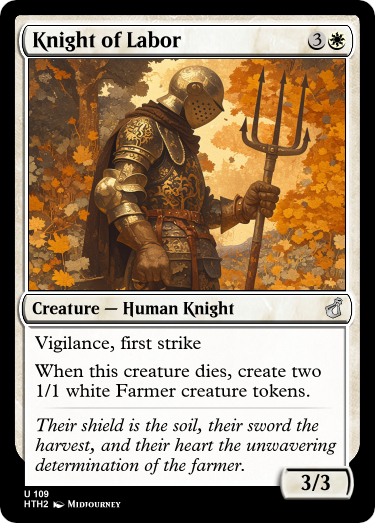 Knight of Labor 3
Creature — Human Knight
Vigilance, first strike
When this creature dies, create two
1/1 white Farmer creature tokens.
Their shield is the soil, their sword the
harvest, and their heart the unwavering
determination of the farmer.
3/3
U 109
HTH2 Midjourney